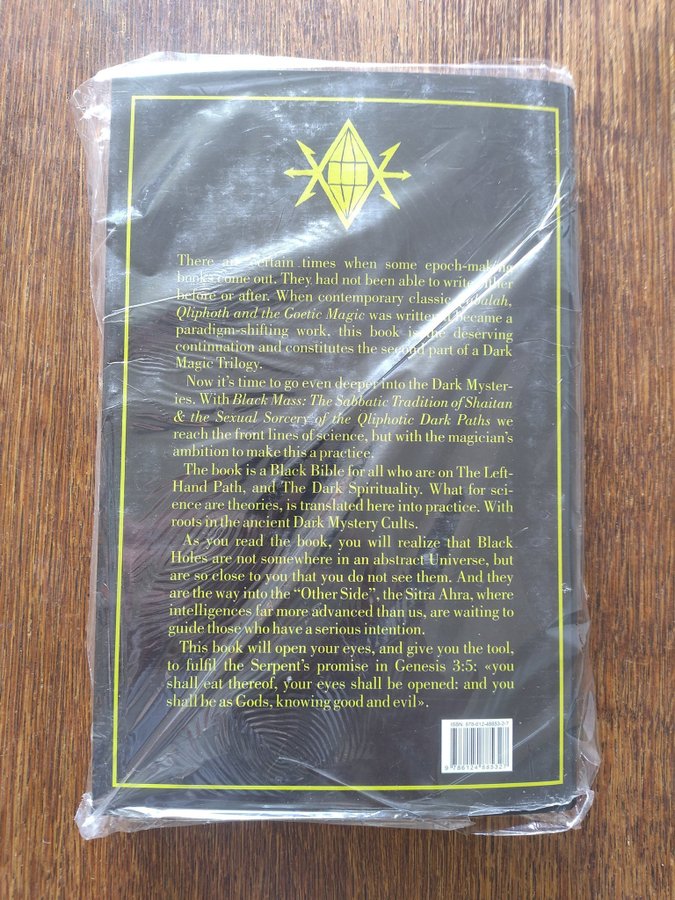 There are certain times when some epoch-making
books come out. They had not been able to write either
before or after. When contemporary classic Qabalah,
Qliphoth and the Goetic Magic was written it became a
paradigm-shifting work, this book is the deserving
continuation and constitutes the second part of a Dark
Magic Trilogy.
Now it's time to go even deeper into the Dark Myster-
ies. With Black Mass: The Sabbatic Tradition of Shaitan
& the Sexual Sorcery of the Qliphotic Dark Paths we
reach the front lines of science, but with the magician's
ambition to make this a practice.
The book is a Black Bible for all who are on The Left-
Hand Path, and The Dark Spirituality. What for sci-
ence are theories, is translated here into practice. With
roots in the ancient Dark Mystery Cults.
As you read the book, you will realize that Black
Holes are not somewhere in an abstract Universe, but
are so close to you that you do not see them. And they
are the way into the "Other Side", the Sitra Ahra, where
intelligences far more advanced than us, are waiting to
guide those who have a serious intention.
This book will open your eyes, and give you the tool,
to fulfil the Serpent's promise in Genesis 3:5: «you
shall eat thereof, your eyes shall be opened: and you
shall be as Gods, knowing good and evil».